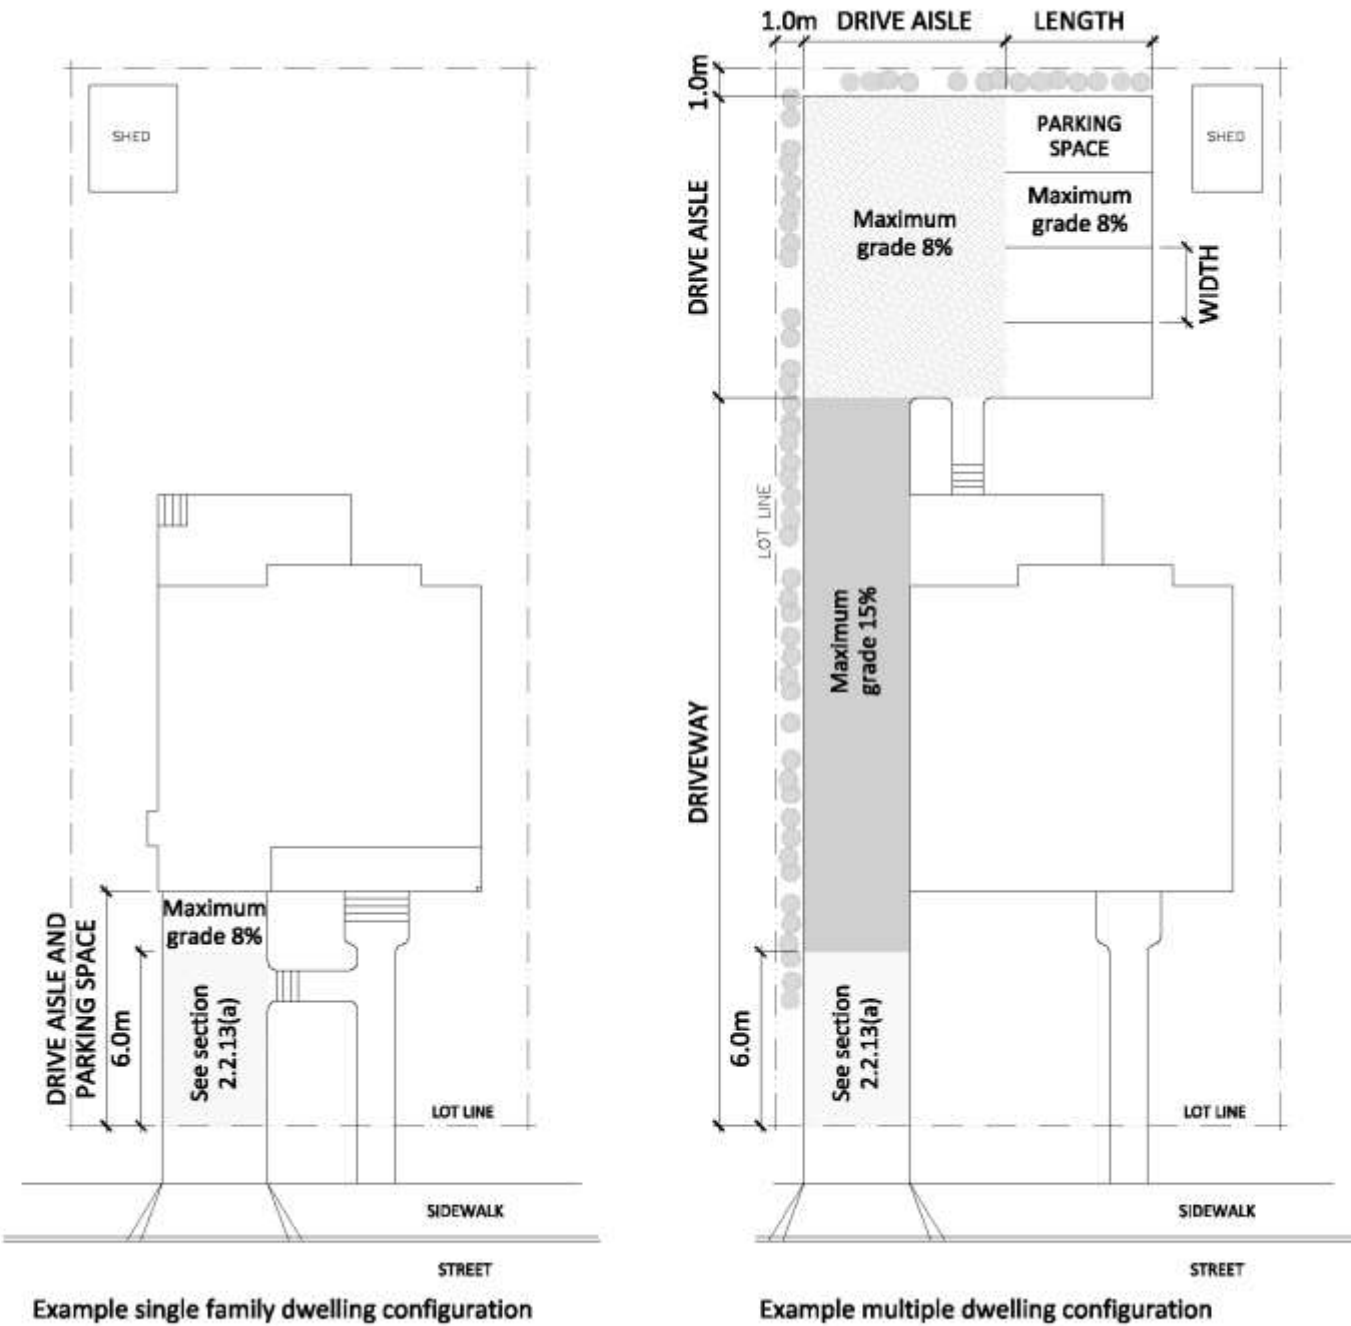 1.0m DRIVE AISLE LENGTH
1.0m
SHED
PARKING
SPACE
SHED
Maximum
grade 8%
Maximum
grade 8%
DRIVE AISLE
WIDTH
LOT LINE
Maximum
grade 15%
DRIVEWAY
Maximum
grade 8%
DRIVE AISLE AND
PARKING SPACE
6.0m
See section
2.2.13(a)
LOT LINE
6.0m
See section
2.2.13(a)
LOT LINE
SIDEWALK
SIDEWALK
STREET
STREET
Example single family dwelling configuration
Example multiple dwelling configuration